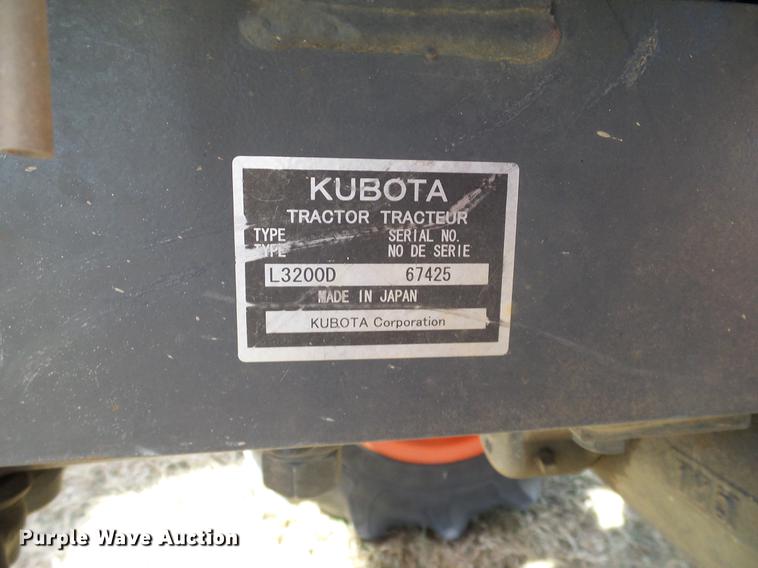 KUBOTA
TRACTOR TRACTEUR
TYPE SERIAL NO.
TYPE NO DE SERIE
L3200D 67425
MADE IN JAPAN
KUBOTA Corporation
Purple Wave Auction